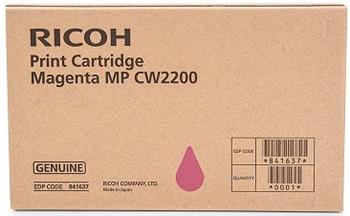 RICOH
Print Cartridge
Magenta MP CW2200
GENUINE
EDP CODE 841637
RICOH COMPANY, LTD.
Made in Japan
EDP CODE
*841637*
QUANTITY
*0001*